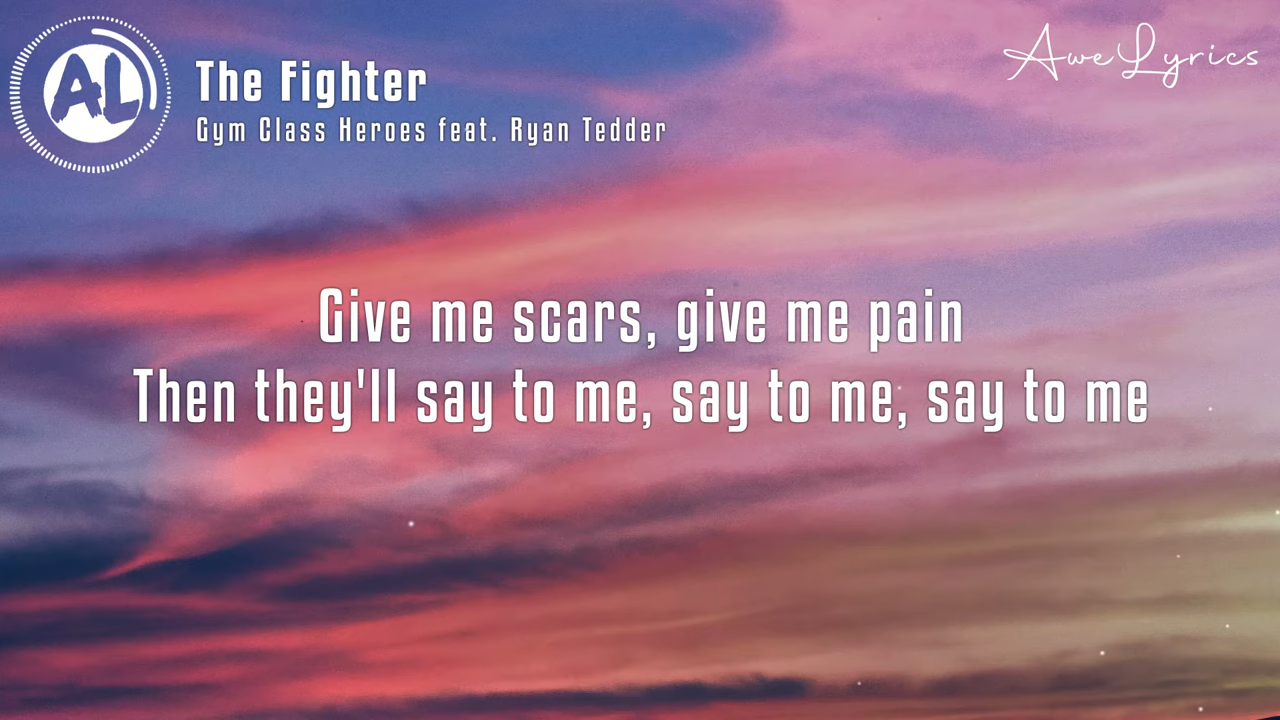 AL
The Fighter
Gym Class Heroes feat. Ryan Tedder
AweLyrics
Give me scars, give me pain
Then they'll say to me, say to me, say to me